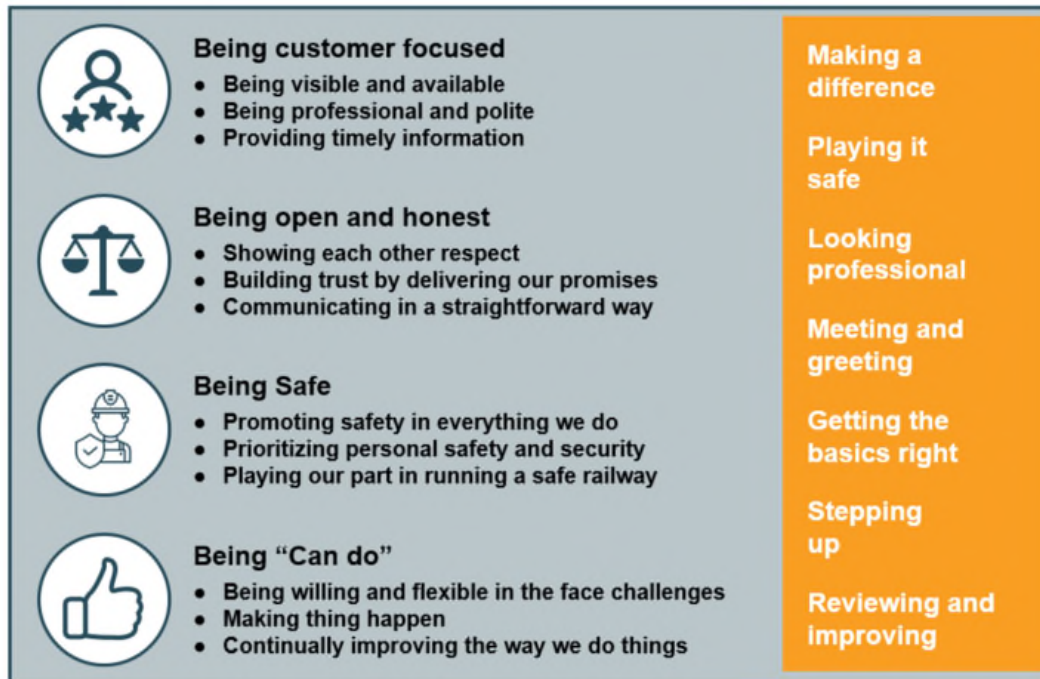 Being customer focused
● Being visible and available
● Being professional and polite
● Providing timely information
Being open and honest
● Showing each other respect
● Building trust by delivering our promises
● Communicating in a straightforward way
Being Safe
● Promoting safety in everything we do
● Prioritizing personal safety and security
● Playing our part in running a safe railway
Being “Can do”
● Being willing and flexible in the face challenges
● Making thing happen
● Continually improving the way we do things
Making a
difference
Playing it
safe
Looking
professional
Meeting and
greeting
Getting the
basics right
Stepping
up
Reviewing and
improving